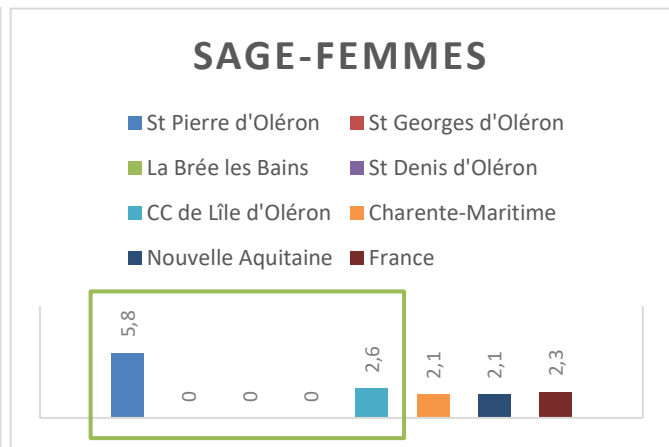 SAGE-FEMMES
St Pierre d'Oléron St Georges d'Oléron
La Brée les Bains St Denis d'Oléron
CC de Lîle d'Oléron Charente-Maritime
Nouvelle Aquitaine France
5,8 0 0 0 2,6 2,1 2,1 2,3